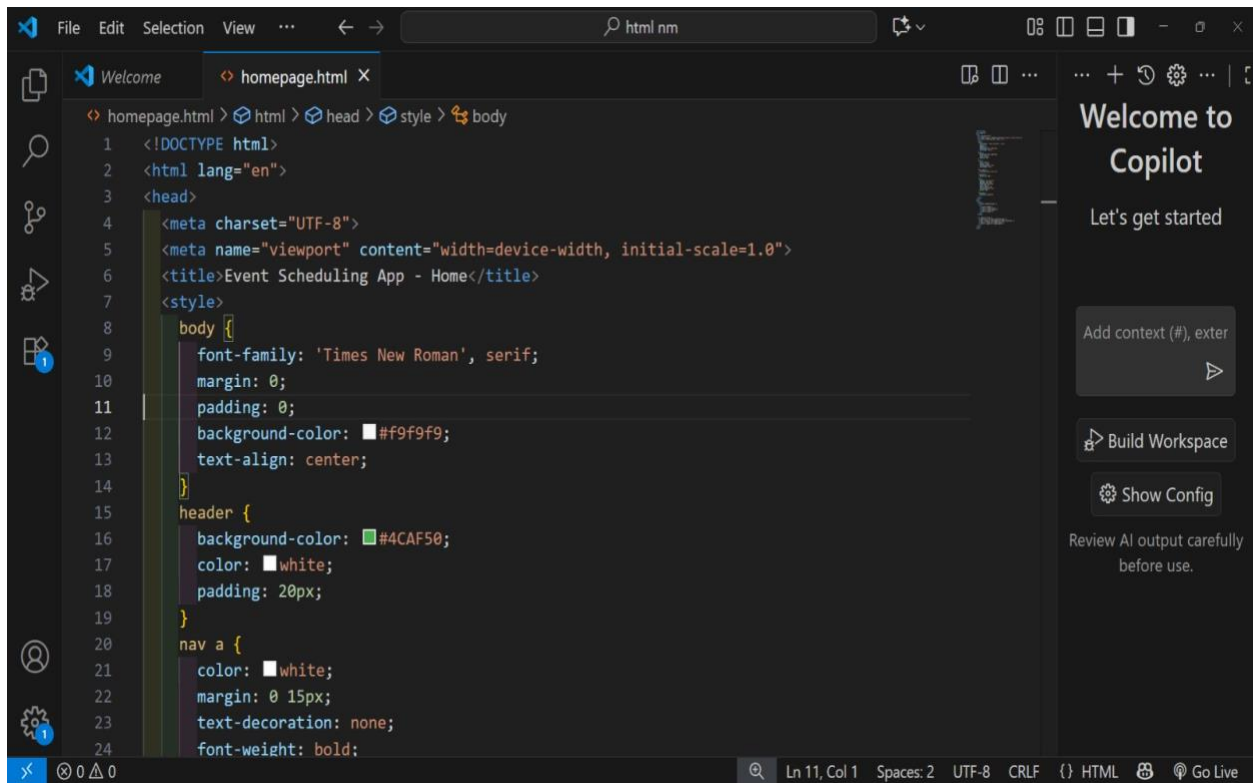 File Edit Selection View ··· html nm
Welcome
homepage.html
homepage.html > html > head > style > body
1 <!DOCTYPE html>
2 <html lang="en">
3 <head>
4 <meta charset="UTF-8">
5 <meta name="viewport" content="width=device-width, initial-scale=1.0">
6 <title>Event Scheduling App - Home</title>
7 <style>
8 body {
9 font-family: 'Times New Roman', serif;
10 margin: 0;
11 padding: 0;
12 background-color: #f9f9f9;
13 text-align: center;
14 }
15 header {
16 background-color: #4CAF50;
17 color: white;
18 padding: 20px;
19 }
20 nav a {
21 color: white;
22 margin: 0 15px;
23 text-decoration: none;
24 font-weight: bold;
Welcome to
Copilot
Let's get started
Add context (#), exter
Build Workspace
Show Config
Review AI output carefully
before use.
1
1
0 0 Ln 11, Col 1 Spaces: 2 UTF-8 CRLF {} HTML Go Live